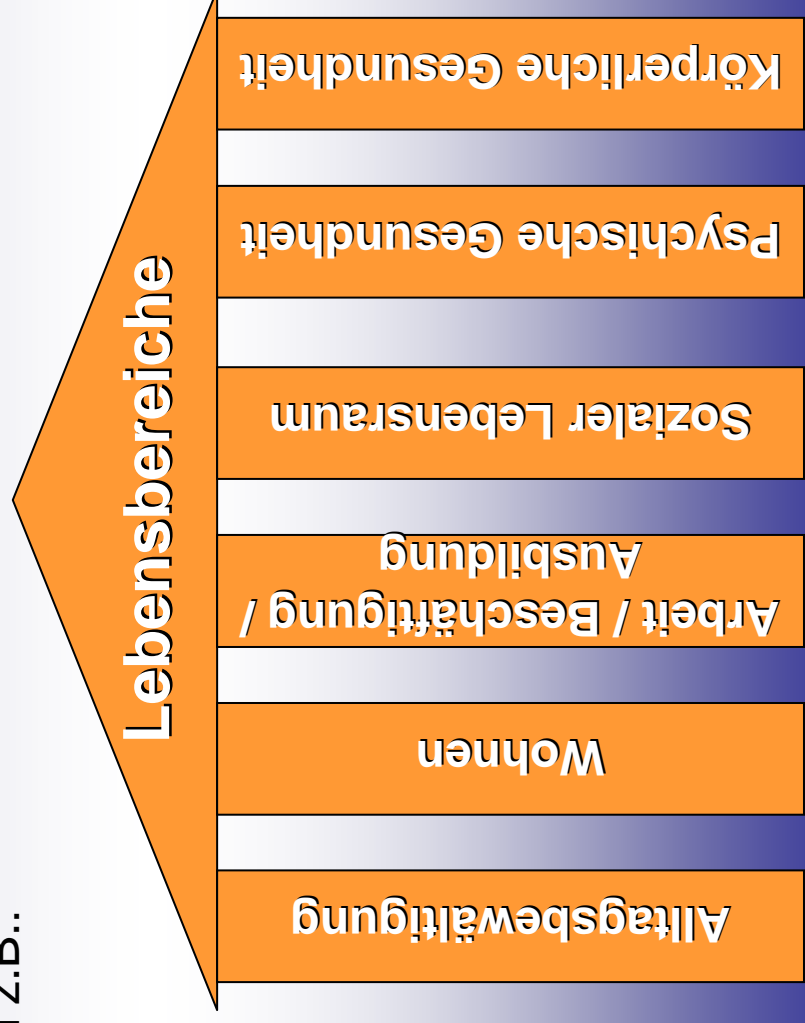 z.B.:
Lebensbereiche
Alltagsbewältigung
Wohnen
Arbeit / Beschäftigung /
Ausbildung
Sozialer Lebensraum
Psychische Gesundheit
Körperliche Gesundheit